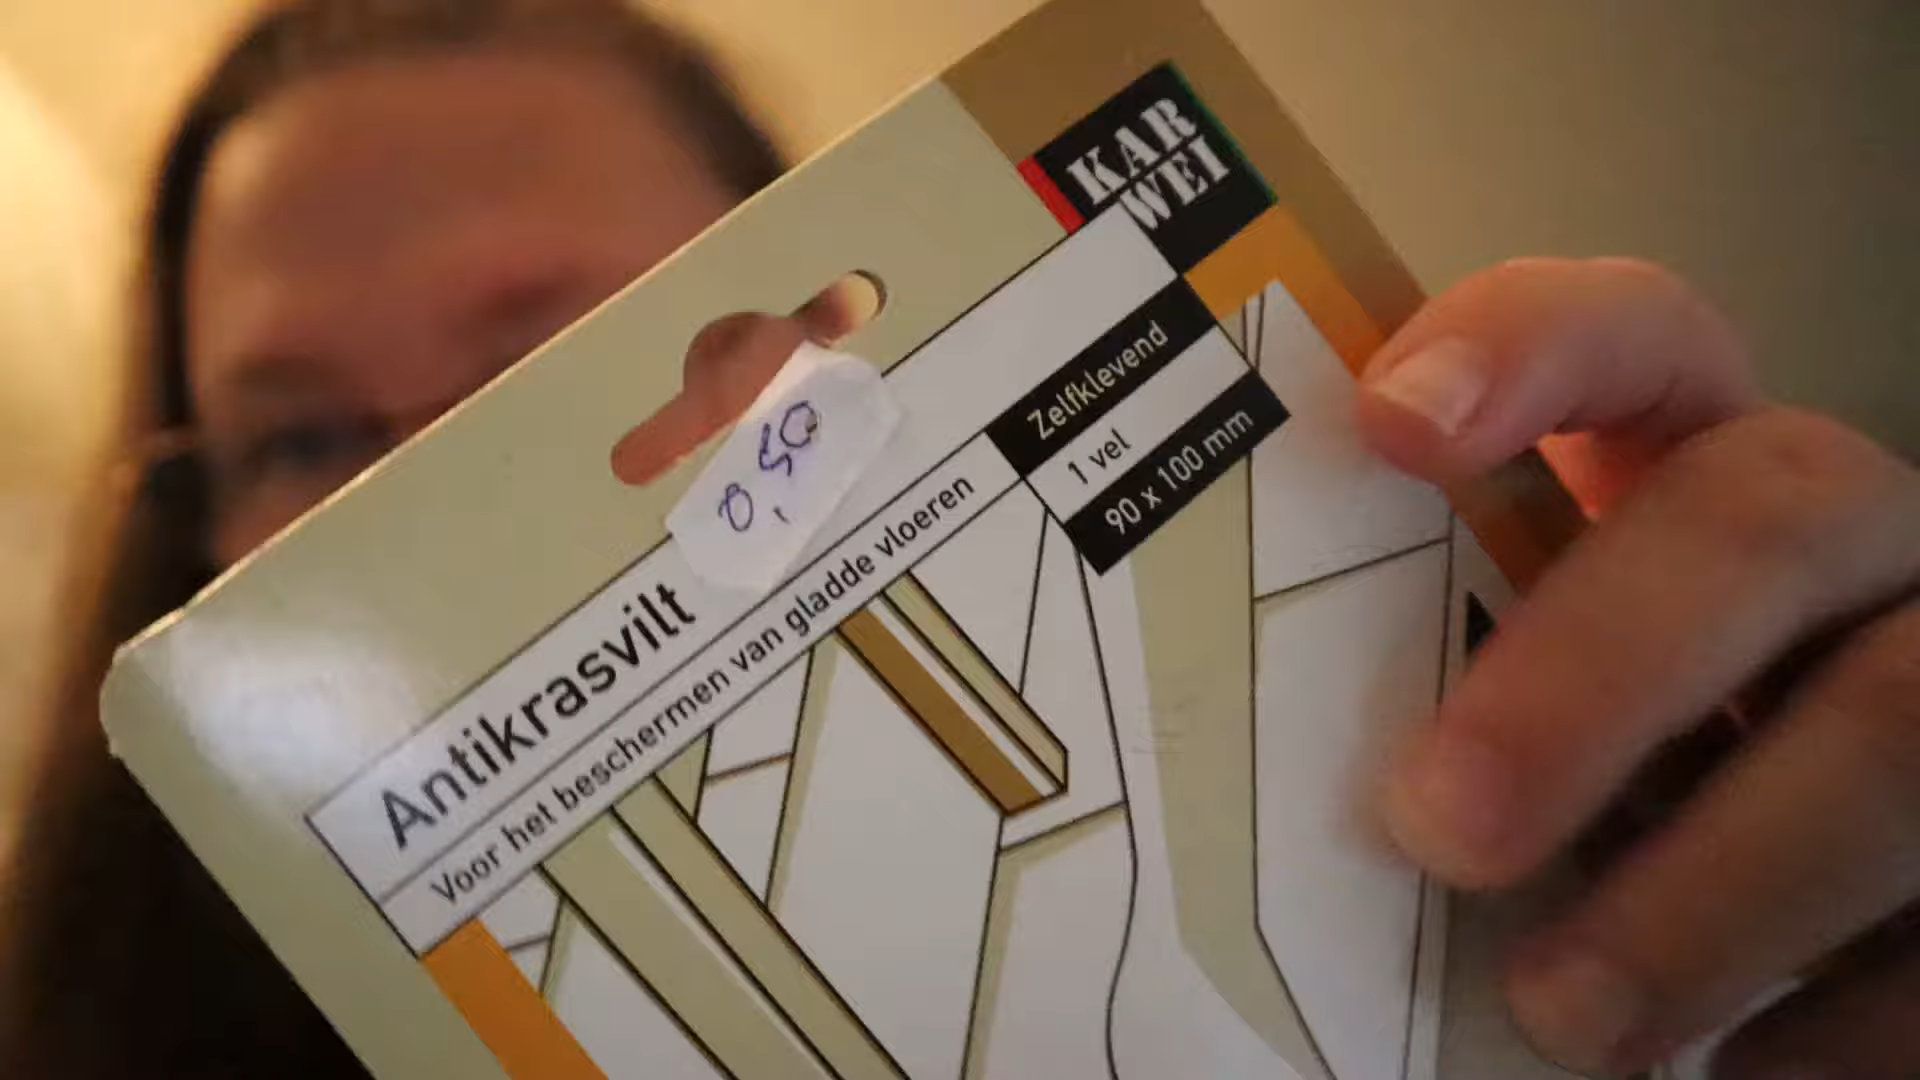 KAR
WEI
0,50
Antikrasvilt
Voor het beschermen van gladde vloeren
Zelfklevend
1 vel
90 x 100 mm